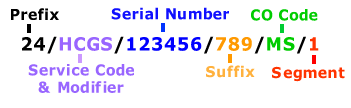 Prefix Serial Number CO Code
24/HCGS/123456/789/MS/1
Service Code Suffix Segment
& Modifier